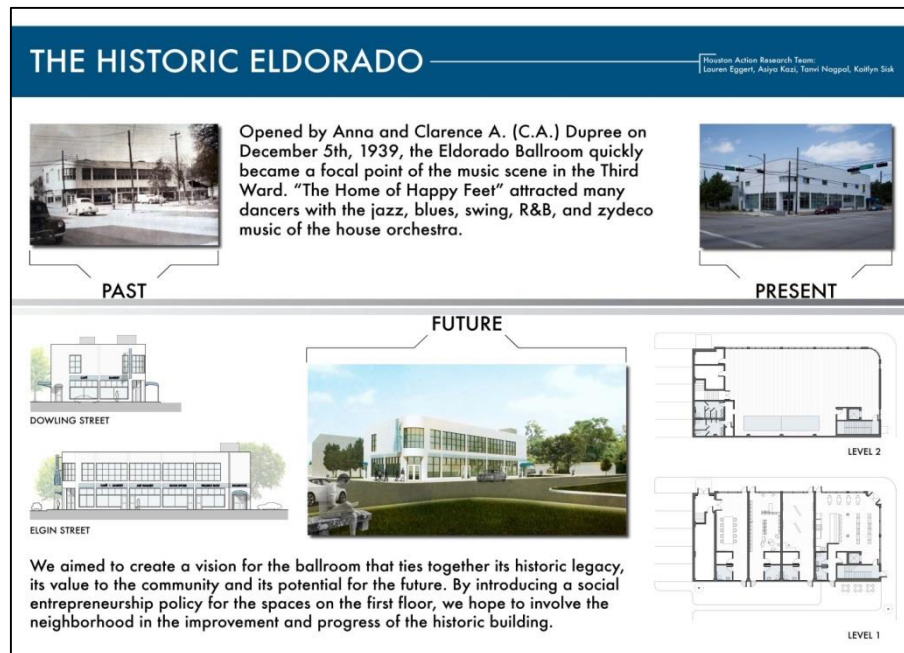 THE HISTORIC ELDORADO
Houston Action Research Team:
Lauren Eggert, Asiya Kazi, Tanvi Nagpal, Kaitlyn Sisk
Opened by Anna and Clarence A. (C.A.) Dupree on
December 5th, 1939, the Eldorado Ballroom quickly
became a focal point of the music scene in the Third
Ward. “The Home of Happy Feet” attracted many
dancers with the jazz, blues, swing, R&B, and zydeco
music of the house orchestra.
PAST
PRESENT
FUTURE
DOWLING STREET
ELGIN STREET
LEVEL 2
LEVEL 1
We aimed to create a vision for the ballroom that ties together its historic legacy,
its value to the community and its potential for the future. By introducing a social
entrepreneurship policy for the spaces on the first floor, we hope to involve the
neighborhood in the improvement and progress of the historic building.